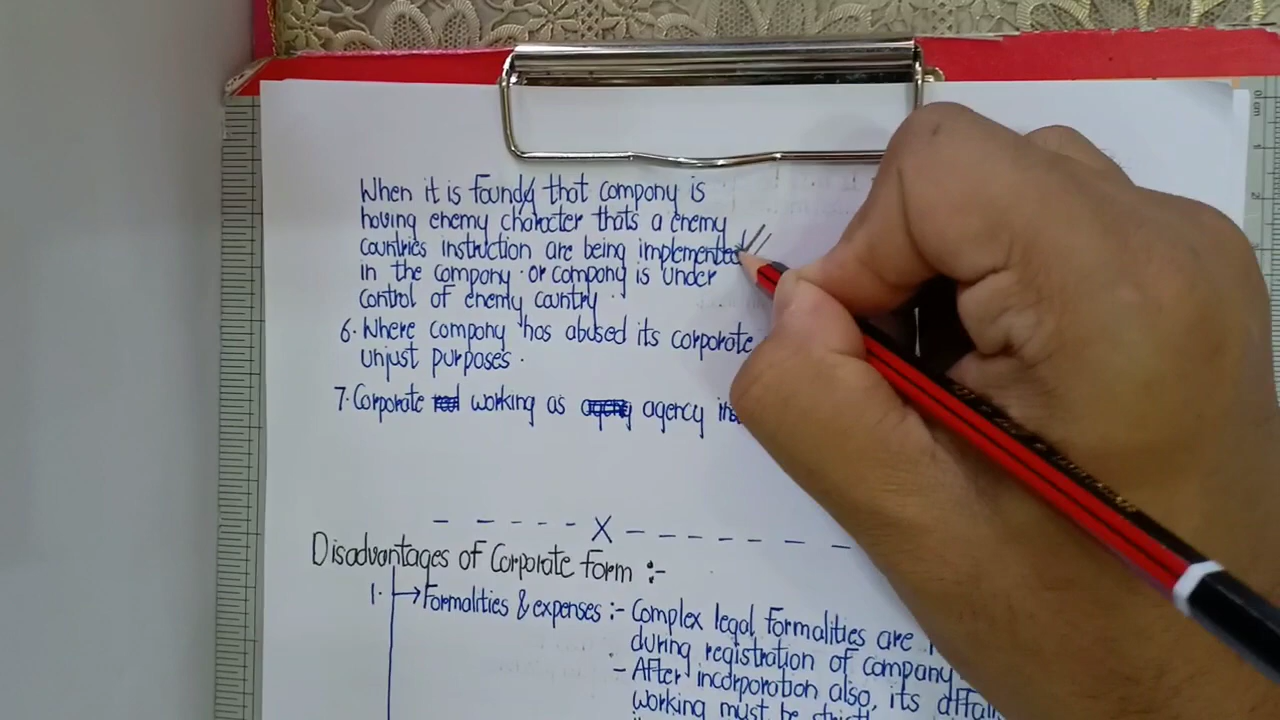 When it is found that company is
having enemy character thats a enemy
countries instruction are being implemented
in the company . or company is under
control of enemy country .
6. Where company has abused its corporate
unjust purposes .
7. Corporate working as agency
X
Disadvantages of Corporate form :-
1. → Formalities & expenses :- Complex legal formalities are
during registration of company
- After incorporation also, its
working must be